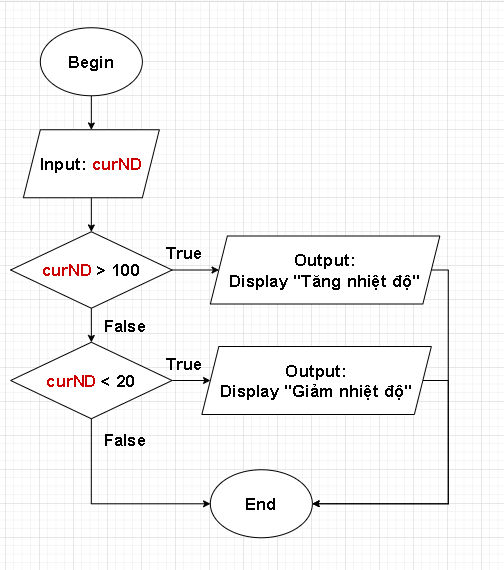 Begin
Input: curND
curND > 100
True
Output:
Display "Tăng nhiệt độ"
False
curND < 20
True
Output:
Display "Giảm nhiệt độ"
False
End